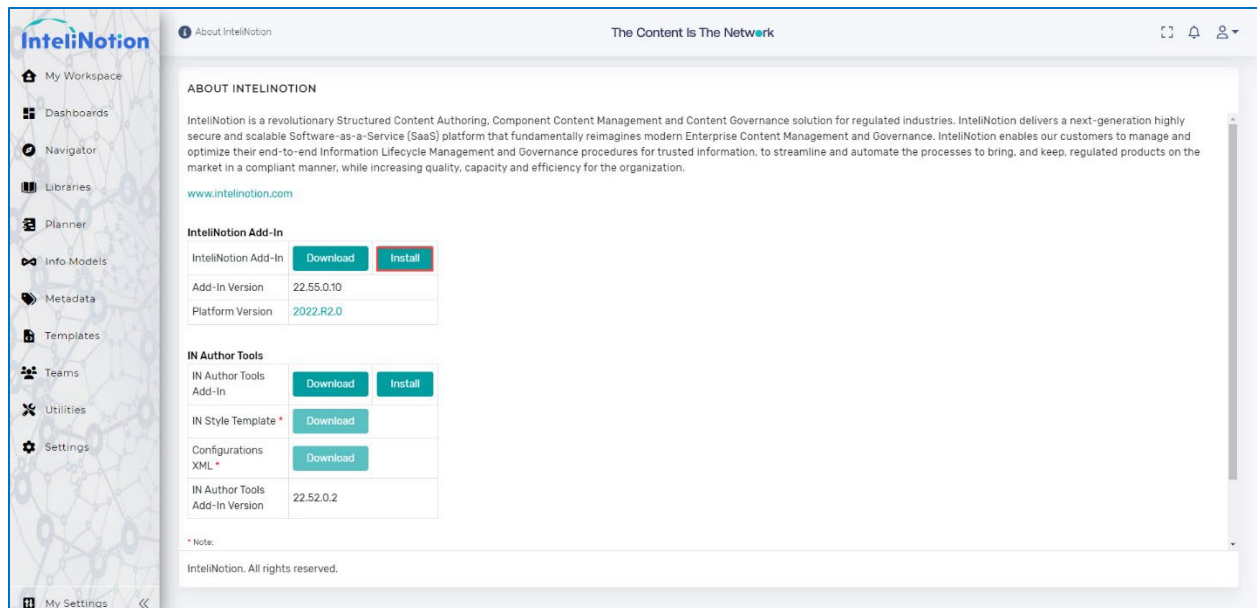 InteliNotion
About InteliNotion
The Content Is The Network
My Workspace
Dashboards
Navigator
Libraries
Planner
Info Models
Metadata
Templates
Teams
Utilities
Settings
My Settings
ABOUT INTELINOTION
InteliNotion is a revolutionary Structured Content Authoring, Component Content Management and Content Governance solution for regulated industries. InteliNotion delivers a next-generation highly
secure and scalable Software-as-a-Service (SaaS) platform that fundamentally reimagines modern Enterprise Content Management and Governance. InteliNotion enables our customers to manage and
optimize their end-to-end Information Lifecycle Management and Governance procedures for trusted information, to streamline and automate the processes to bring, and keep, regulated products on the
market in a compliant manner, while increasing quality, capacity and efficiency for the organization.
www.intelinotion.com
InteliNotion Add-In
InteliNotion Add-In Download Install
Add-In Version 22.55.0.10
Platform Version 2022.R2.0
IN Author Tools
IN Author Tools
Add-In Download Install
IN Style Template * Download
Configurations
XML * Download
IN Author Tools
Add-In Version 22.52.0.2
* Note:
InteliNotion. All rights reserved.